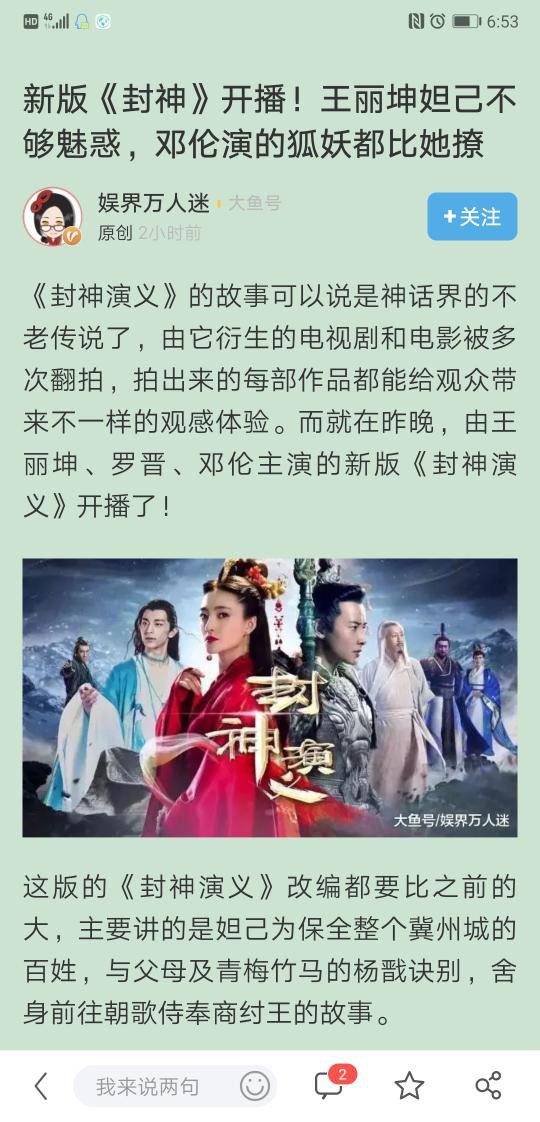 HD 4G 6:53
新版《封神》开播！王丽坤妲己不
够魅惑，邓伦演的狐妖都比她撩
娱界万人迷 大鱼号
原创 2小时前
+关注
《封神演义》的故事可以说是神话界的不
老传说了，由它衍生的电视剧和电影被多
次翻拍，拍出来的每部作品都能给观众带
来不一样的观感体验。而就在昨晚，由王
丽坤、罗晋、邓伦主演的新版《封神演
义》开播了！
封神演义
大鱼号/娱界万人迷
这版的《封神演义》改编都要比之前的
大，主要讲的是妲己为保全整个冀州城的
百姓，与父母及青梅竹马的杨戬诀别，舍
身前往朝歌侍奉商纣王的故事。
我来说两句
2